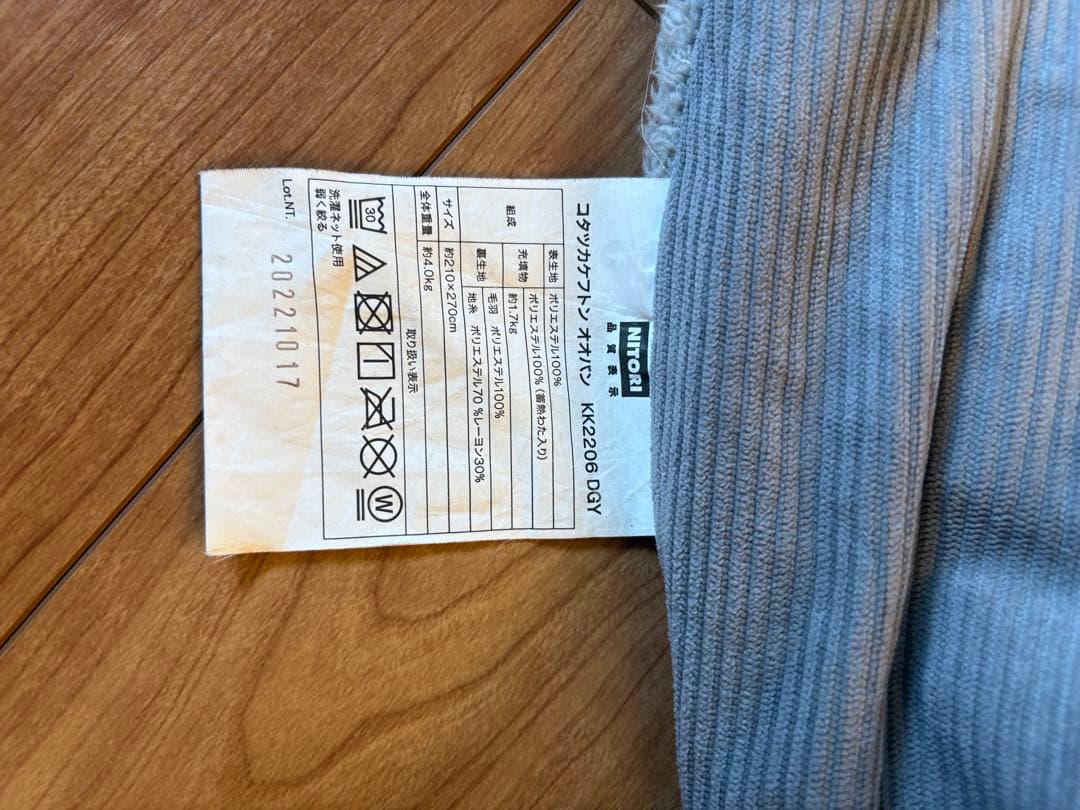 NITORI
品質表示
コタツカケフトン オオバン KK2206 DGY
組成
表生地 ポリエステル100%
充填物 ポリエステル100%(蓄熱わた入り)
約1.7kg
裏生地 毛羽 ポリエステル100%
地糸 ポリエステル70%レーヨン30%
サイズ 約210×270cm
全体重量 約4.0kg
取り扱い表示
30
W
洗濯ネット使用
弱く絞る
Lot.NT. 20221017